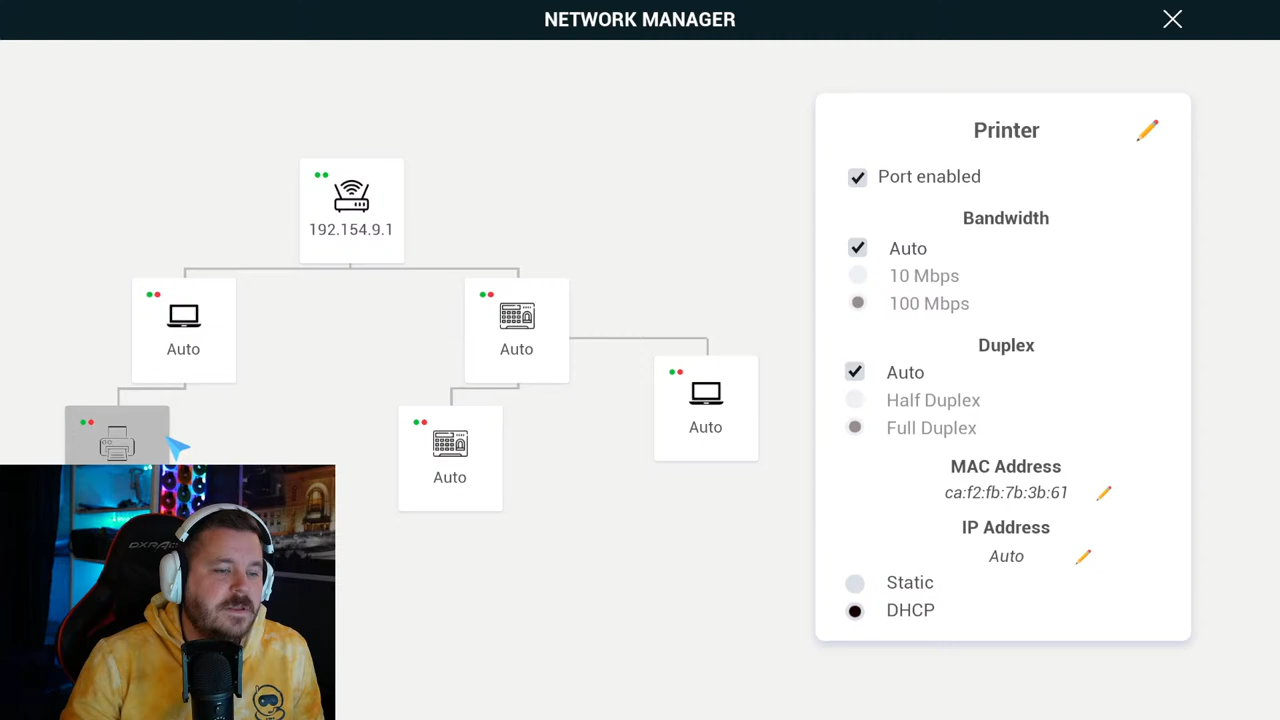 NETWORK MANAGER
192.154.9.1
Auto
Auto
Auto
Auto
Printer
Port enabled
Bandwidth
Auto
10 Mbps
100 Mbps
Duplex
Auto
Half Duplex
Full Duplex
MAC Address
ca:f2:fb:7b:3b:61
IP Address
Auto
Static
DHCP